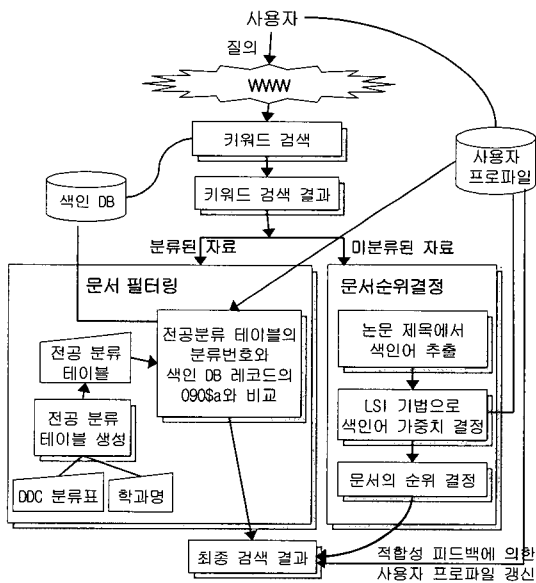 사용자
질의
WWWW
키워드 검색
사용자
프로파일
색인 DB
키워드 검색 결과
분류된 자료
미분류된 자료
문서 필터링
문서순위결정
전공분류 테이블의
분류번호와
색인 DB 레코드의
090$a와 비교
논문 제목에서
색인어 추출
전공 분류
테이블
LSI 기법으로
색인어 가중치 결정
전공 분류
테이블 생성
문서의 순위 결정
DDC 분류표
학과명
최종 검색 결과
적합성 피드백에 의한
사용자 프로파일 갱신